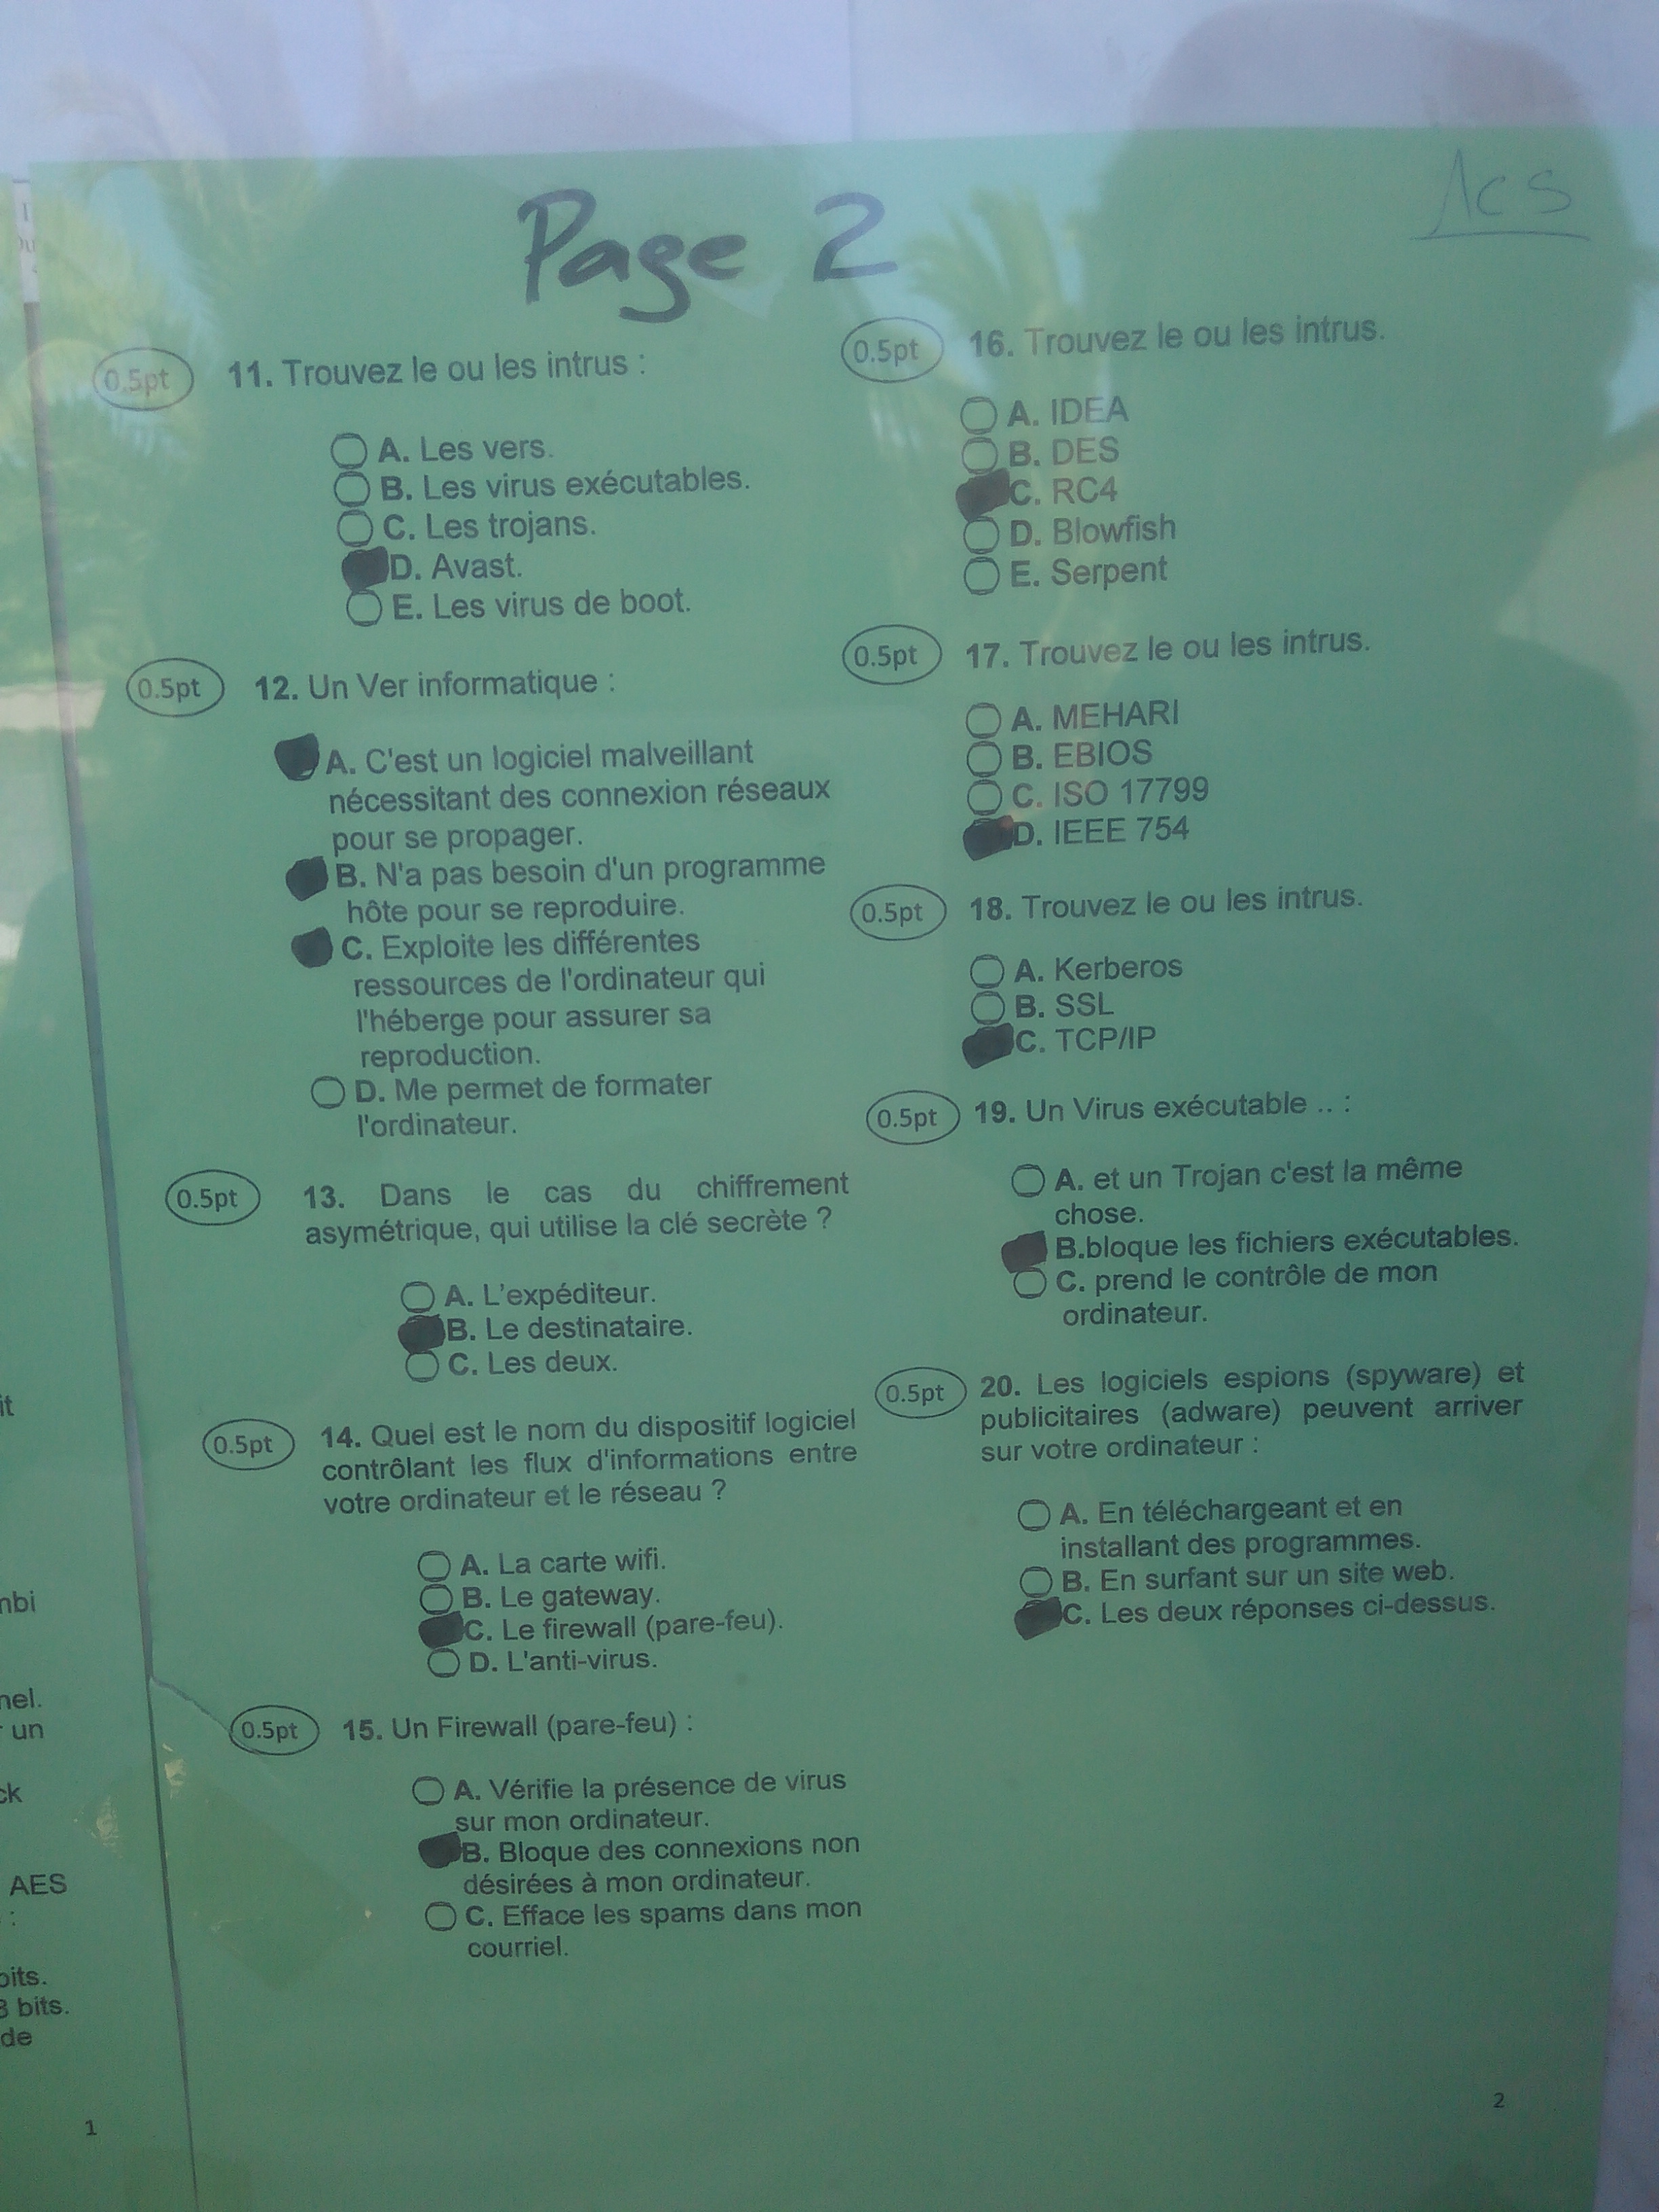 Page 2
ACS
0.5pt 11. Trouvez le ou les intrus :
A. Les vers.
B. Les virus exécutables.
C. Les trojans.
D. Avast.
E. Les virus de boot.
0.5pt 12. Un Ver informatique :
A. C'est un logiciel malveillant
nécessitant des connexion réseaux
pour se propager.
B. N'a pas besoin d'un programme
hôte pour se reproduire.
C. Exploite les différentes
ressources de l'ordinateur qui
l'héberge pour assurer sa
reproduction.
D. Me permet de formater
l'ordinateur.
0.5pt 13. Dans le cas du chiffrement
asymétrique, qui utilise la clé secrète ?
A. L'expéditeur.
B. Le destinataire.
C. Les deux.
0.5pt 14. Quel est le nom du dispositif logiciel
contrôlant les flux d'informations entre
votre ordinateur et le réseau ?
A. La carte wifi.
B. Le gateway.
C. Le firewall (pare-feu).
D. L'anti-virus.
0.5pt 15. Un Firewall (pare-feu) :
A. Vérifie la présence de virus
sur mon ordinateur.
B. Bloque des connexions non
désirées à mon ordinateur.
C. Efface les spams dans mon
courriel.
0.5pt 16. Trouvez le ou les intrus.
A. IDEA
B. DES
C. RC4
D. Blowfish
E. Serpent
0.5pt 17. Trouvez le ou les intrus.
A. MEHARI
B. EBIOS
C. ISO 17799
D. IEEE 754
0.5pt 18. Trouvez le ou les intrus.
A. Kerberos
B. SSL
C. TCP/IP
0.5pt 19. Un Virus exécutable .. :
A. et un Trojan c'est la même
chose.
B.bloque les fichiers exécutables.
C. prend le contrôle de mon
ordinateur.
0.5pt 20. Les logiciels espions (spyware) et
publicitaires (adware) peuvent arriver
sur votre ordinateur :
A. En téléchargeant et en
installant des programmes.
B. En surfant sur un site web.
C. Les deux réponses ci-dessus.
2
un
AES
:
bits.
bits.
de
1